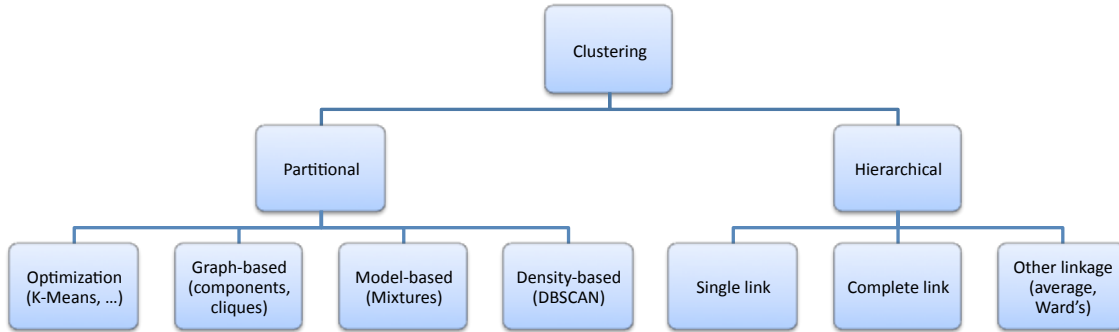 Clustering
Partitional
Hierarchical
Optimization
(K-Means, ...)
Graph-based
(components,
cliques)
Model-based
(Mixtures)
Density-based
(DBSCAN)
Single link
Complete link
Other linkage
(average,
Ward's)